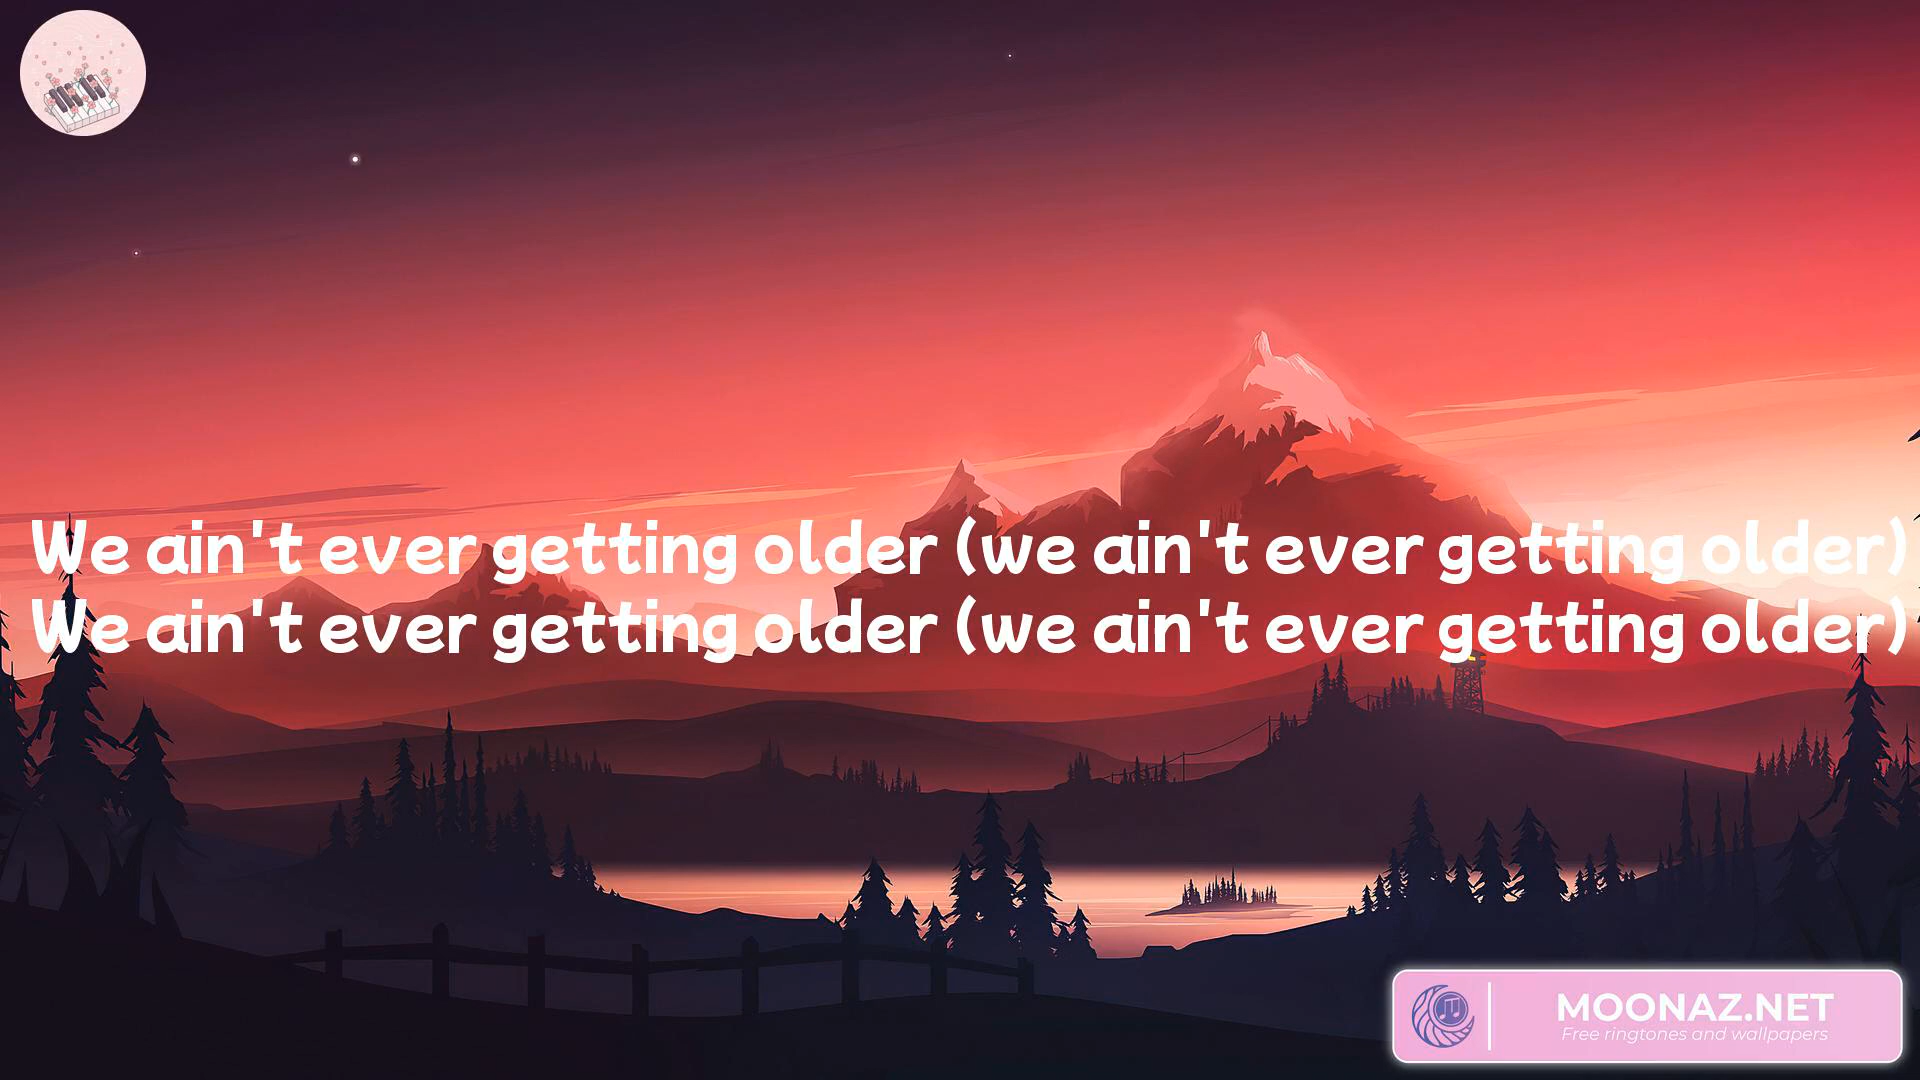 We ain't ever getting older (we ain't ever getting older)
We ain't ever getting older (we ain't ever getting older)
MOONAZ.NET
Free ringtones and wallpapers